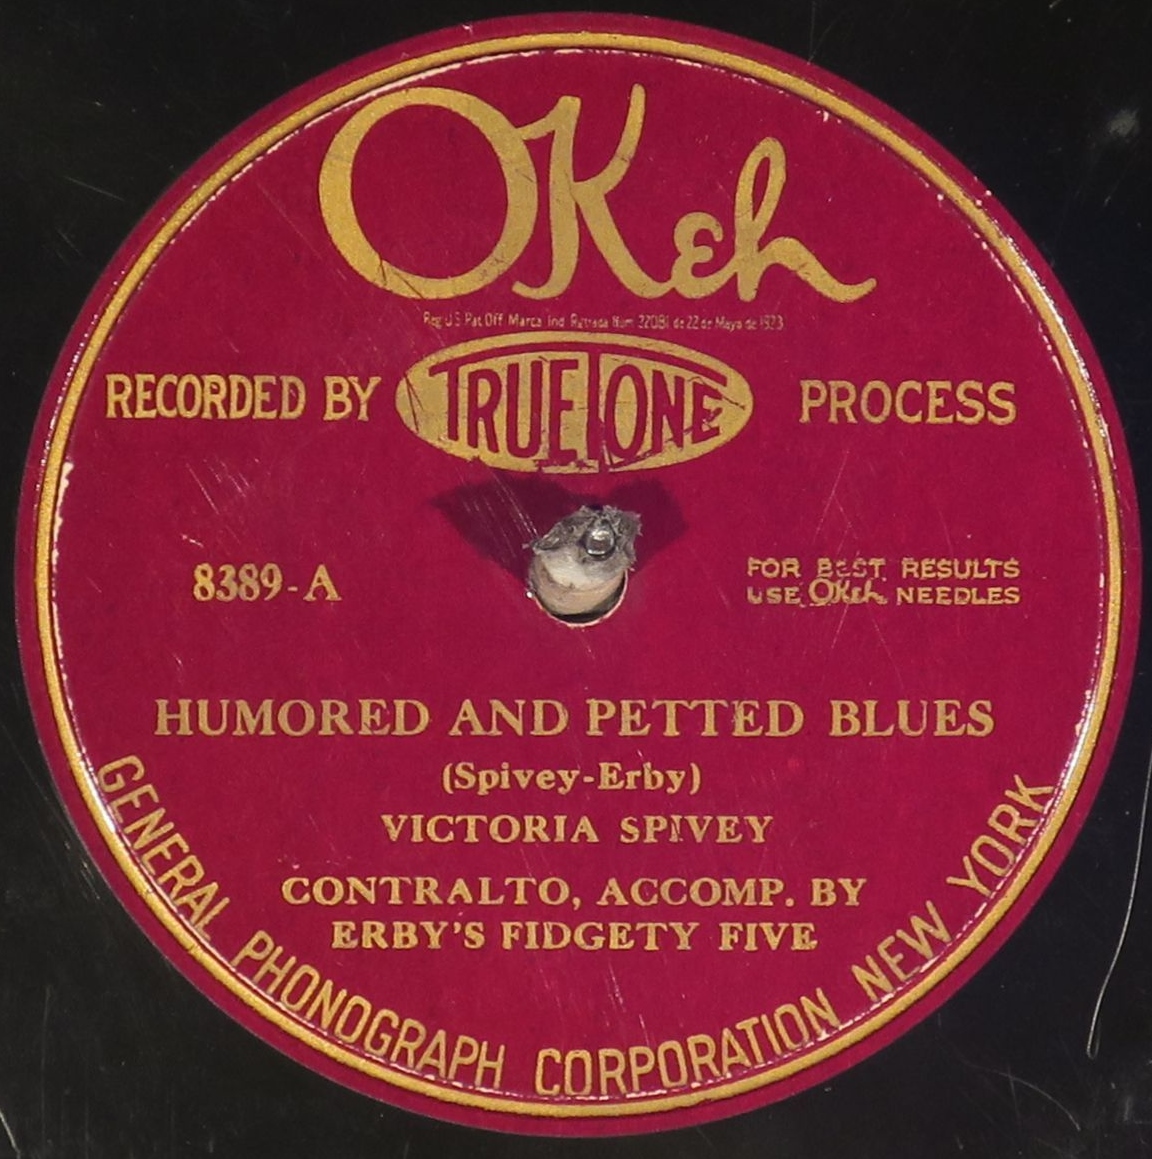 OKeh
Reg U S Pat Off Marca Ind Rgtrada Num 22081 de 22 de Mayo de 1923
RECORDED BY TRUETONE PROCESS
8389-A
FOR BEST RESULTS
USE OKeh NEEDLES
HUMORED AND PETTED BLUES
(Spivey-Erby)
VICTORIA SPIVEY
CONTRALTO, ACCOMP. BY
ERBY'S FIDGETY FIVE
GENERAL PHONOGRAPH CORPORATION NEW YORK